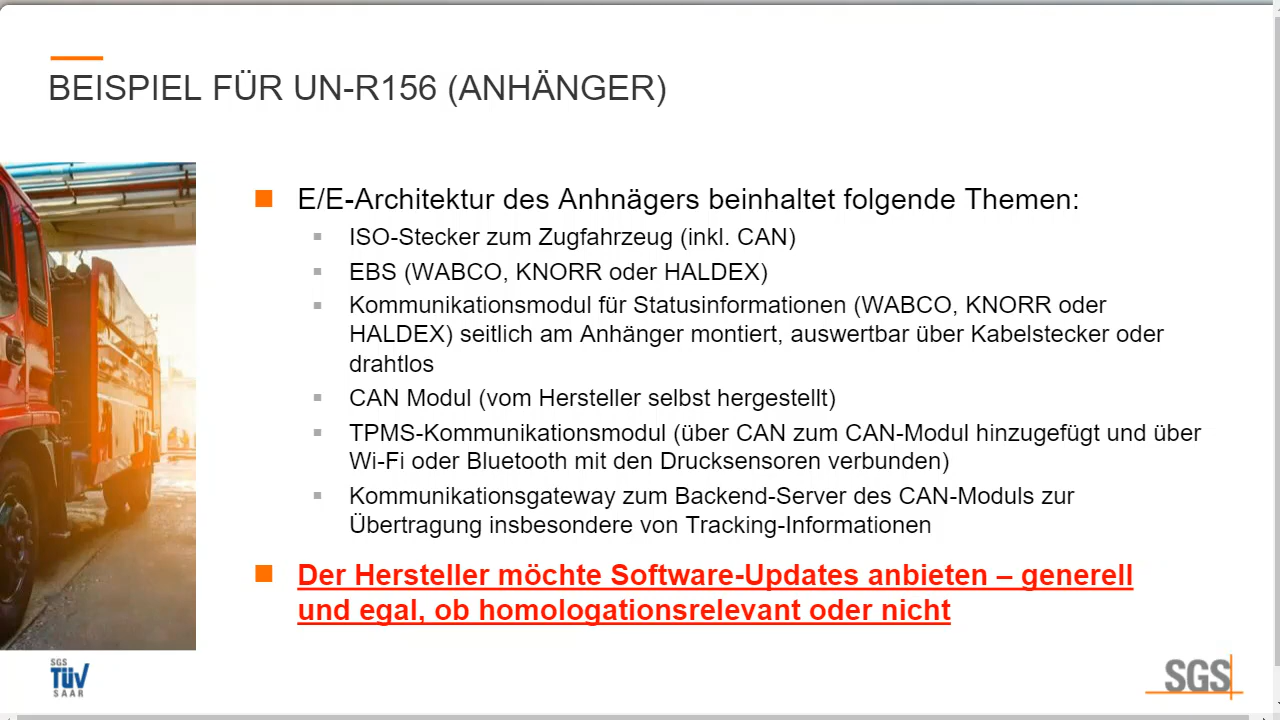 BEISPIEL FÜR UN-R156 (ANHÄNGER)
E/E-Architektur des Anhnägers beinhaltet folgende Themen:
ISO-Stecker zum Zugfahrzeug (inkl. CAN)
EBS (WABCO, KNORR oder HALDEX)
Kommunikationsmodul für Statusinformationen (WABCO, KNORR oder
HALDEX) seitlich am Anhänger montiert, auswertbar über Kabelstecker oder
drahtlos
CAN Modul (vom Hersteller selbst hergestellt)
TPMS-Kommunikationsmodul (über CAN zum CAN-Modul hinzugefügt und über
Wi-Fi oder Bluetooth mit den Drucksensoren verbunden)
Kommunikationsgateway zum Backend-Server des CAN-Moduls zur
Übertragung insbesondere von Tracking-Informationen
Der Hersteller möchte Software-Updates anbieten – generell
und egal, ob homologationsrelevant oder nicht
SGS
TÜV
SAAR
SGS